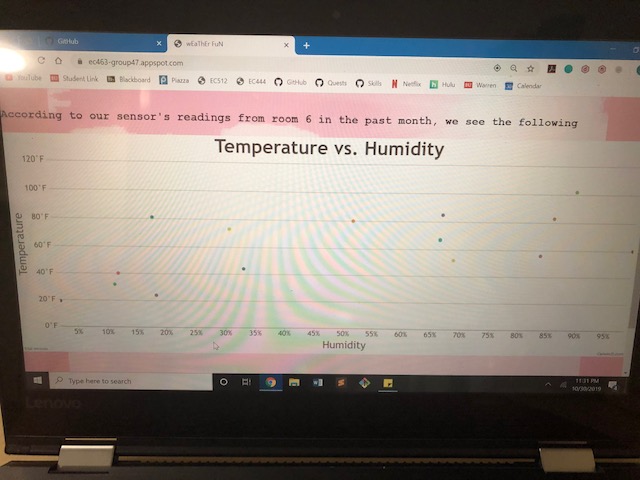 GitHub
wEaThEr FuN
ec463-group47.appspot.com
YouTube BU Student Link Bb Blackboard Piazza EC512 EC444 GitHub Quests Skills Netflix Hulu Warren Calendar
According to our sensor's readings from room 6 in the past month, we see the following
Temperature vs. Humidity
120°F
100°F
80°F
60°F
40°F
20°F
0°F
Temperature
5% 10% 15% 20% 25% 30% 35% 40% 45% 50% 55% 60% 65% 70% 75% 80% 85% 90% 95%
Humidity
Type here to search
11:31 PM
10/30/2019
Lenovo